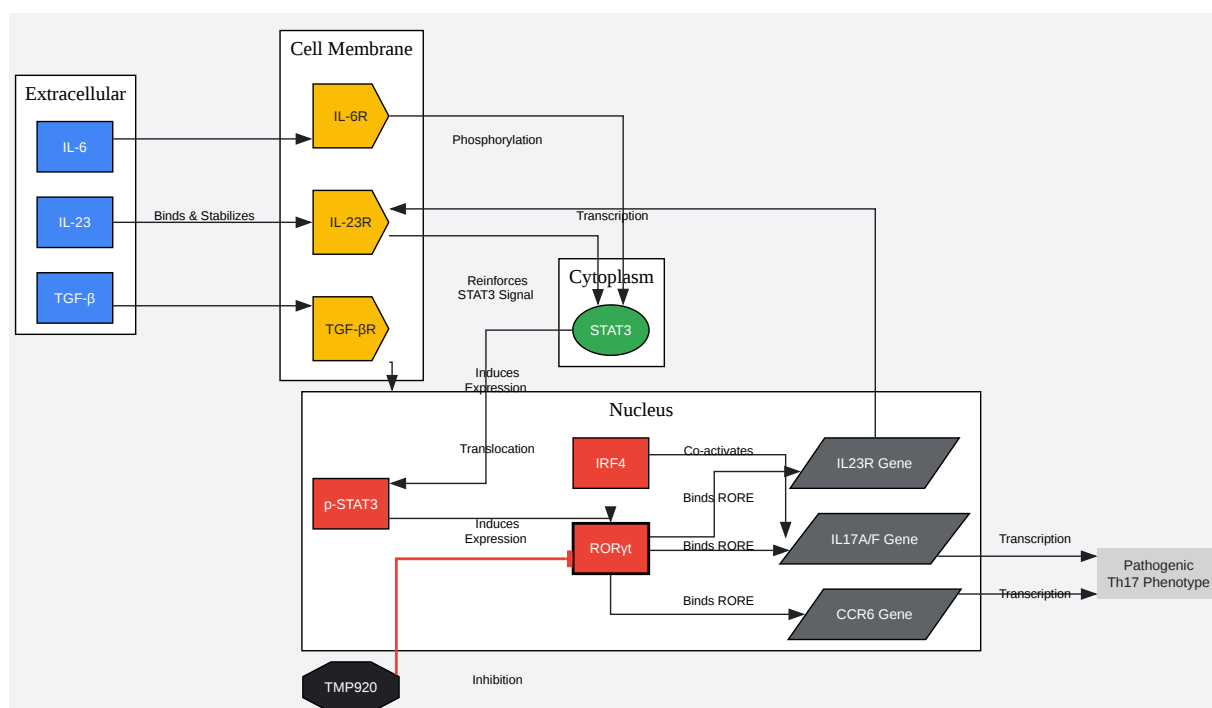 Cell Membrane
Extracellular
IL-6R
Phosphorylation
IL-6
IL-23
Binds & Stabilizes
IL-23R
Transcription
Cytoplasm
Reinforces
STAT3 Signal
TGF-β
TGF-βR
STAT3
Induces
Expression
Nucleus
Translocation
IRF4
Co-activates
IL23R Gene
p-STAT3
Binds RORE
Induces
Expression
RORγt
Binds RORE
IL17A/F Gene
Transcription
Pathogenic
Th17 Phenotype
Binds RORE
CCR6 Gene
Transcription
TMP920
Inhibition